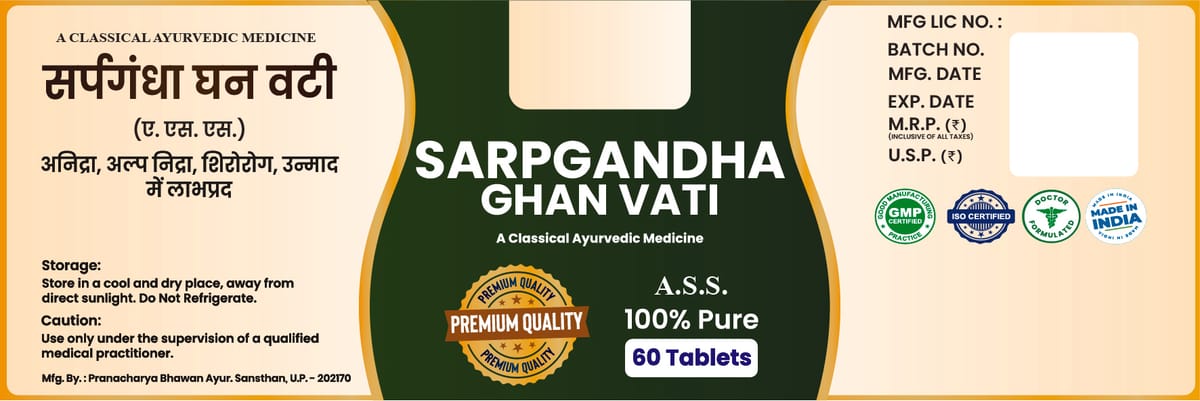 A CLASSICAL AYURVEDIC MEDICINE
सर्पगंधा घन वटी
(ए. एस. एस.)
अनिद्रा, अल्प निद्रा, शिरोरोग, उन्माद
में लाभप्रद
Storage:
Store in a cool and dry place, away from
direct sunlight. Do Not Refrigerate.
Caution:
Use only under the supervision of a qualified
medical practitioner.
Mfg. By. : Pranacharya Bhawan Ayur. Sansthan, U.P. - 202170
SARPGANDHA
GHAN VATI
A Classical Ayurvedic Medicine
PREMIUM QUALITY
PREMIUM QUALITY
PREMIUM QUALITY
A.S.S.
100% Pure
60 Tablets
MFG LIC NO. :
BATCH NO.
MFG. DATE
EXP. DATE
M.R.P. (₹)
(INCLUSIVE OF ALL TAXES)
U.S.P. (₹)
GOOD MANUFACTURING
GMP
CERTIFIED
PRACTICE
ISO CERTIFIED
DOCTOR
FORMULATED
MADE IN INDIA
MADE IN
INDIA